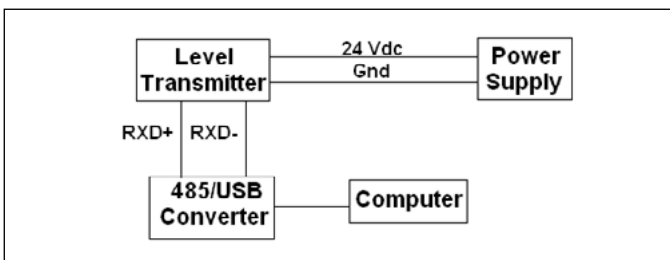 Level
Transmitter
24 Vdc
Gnd
Power
Supply
RXD+ RXD-
485/USB
Converter
Computer